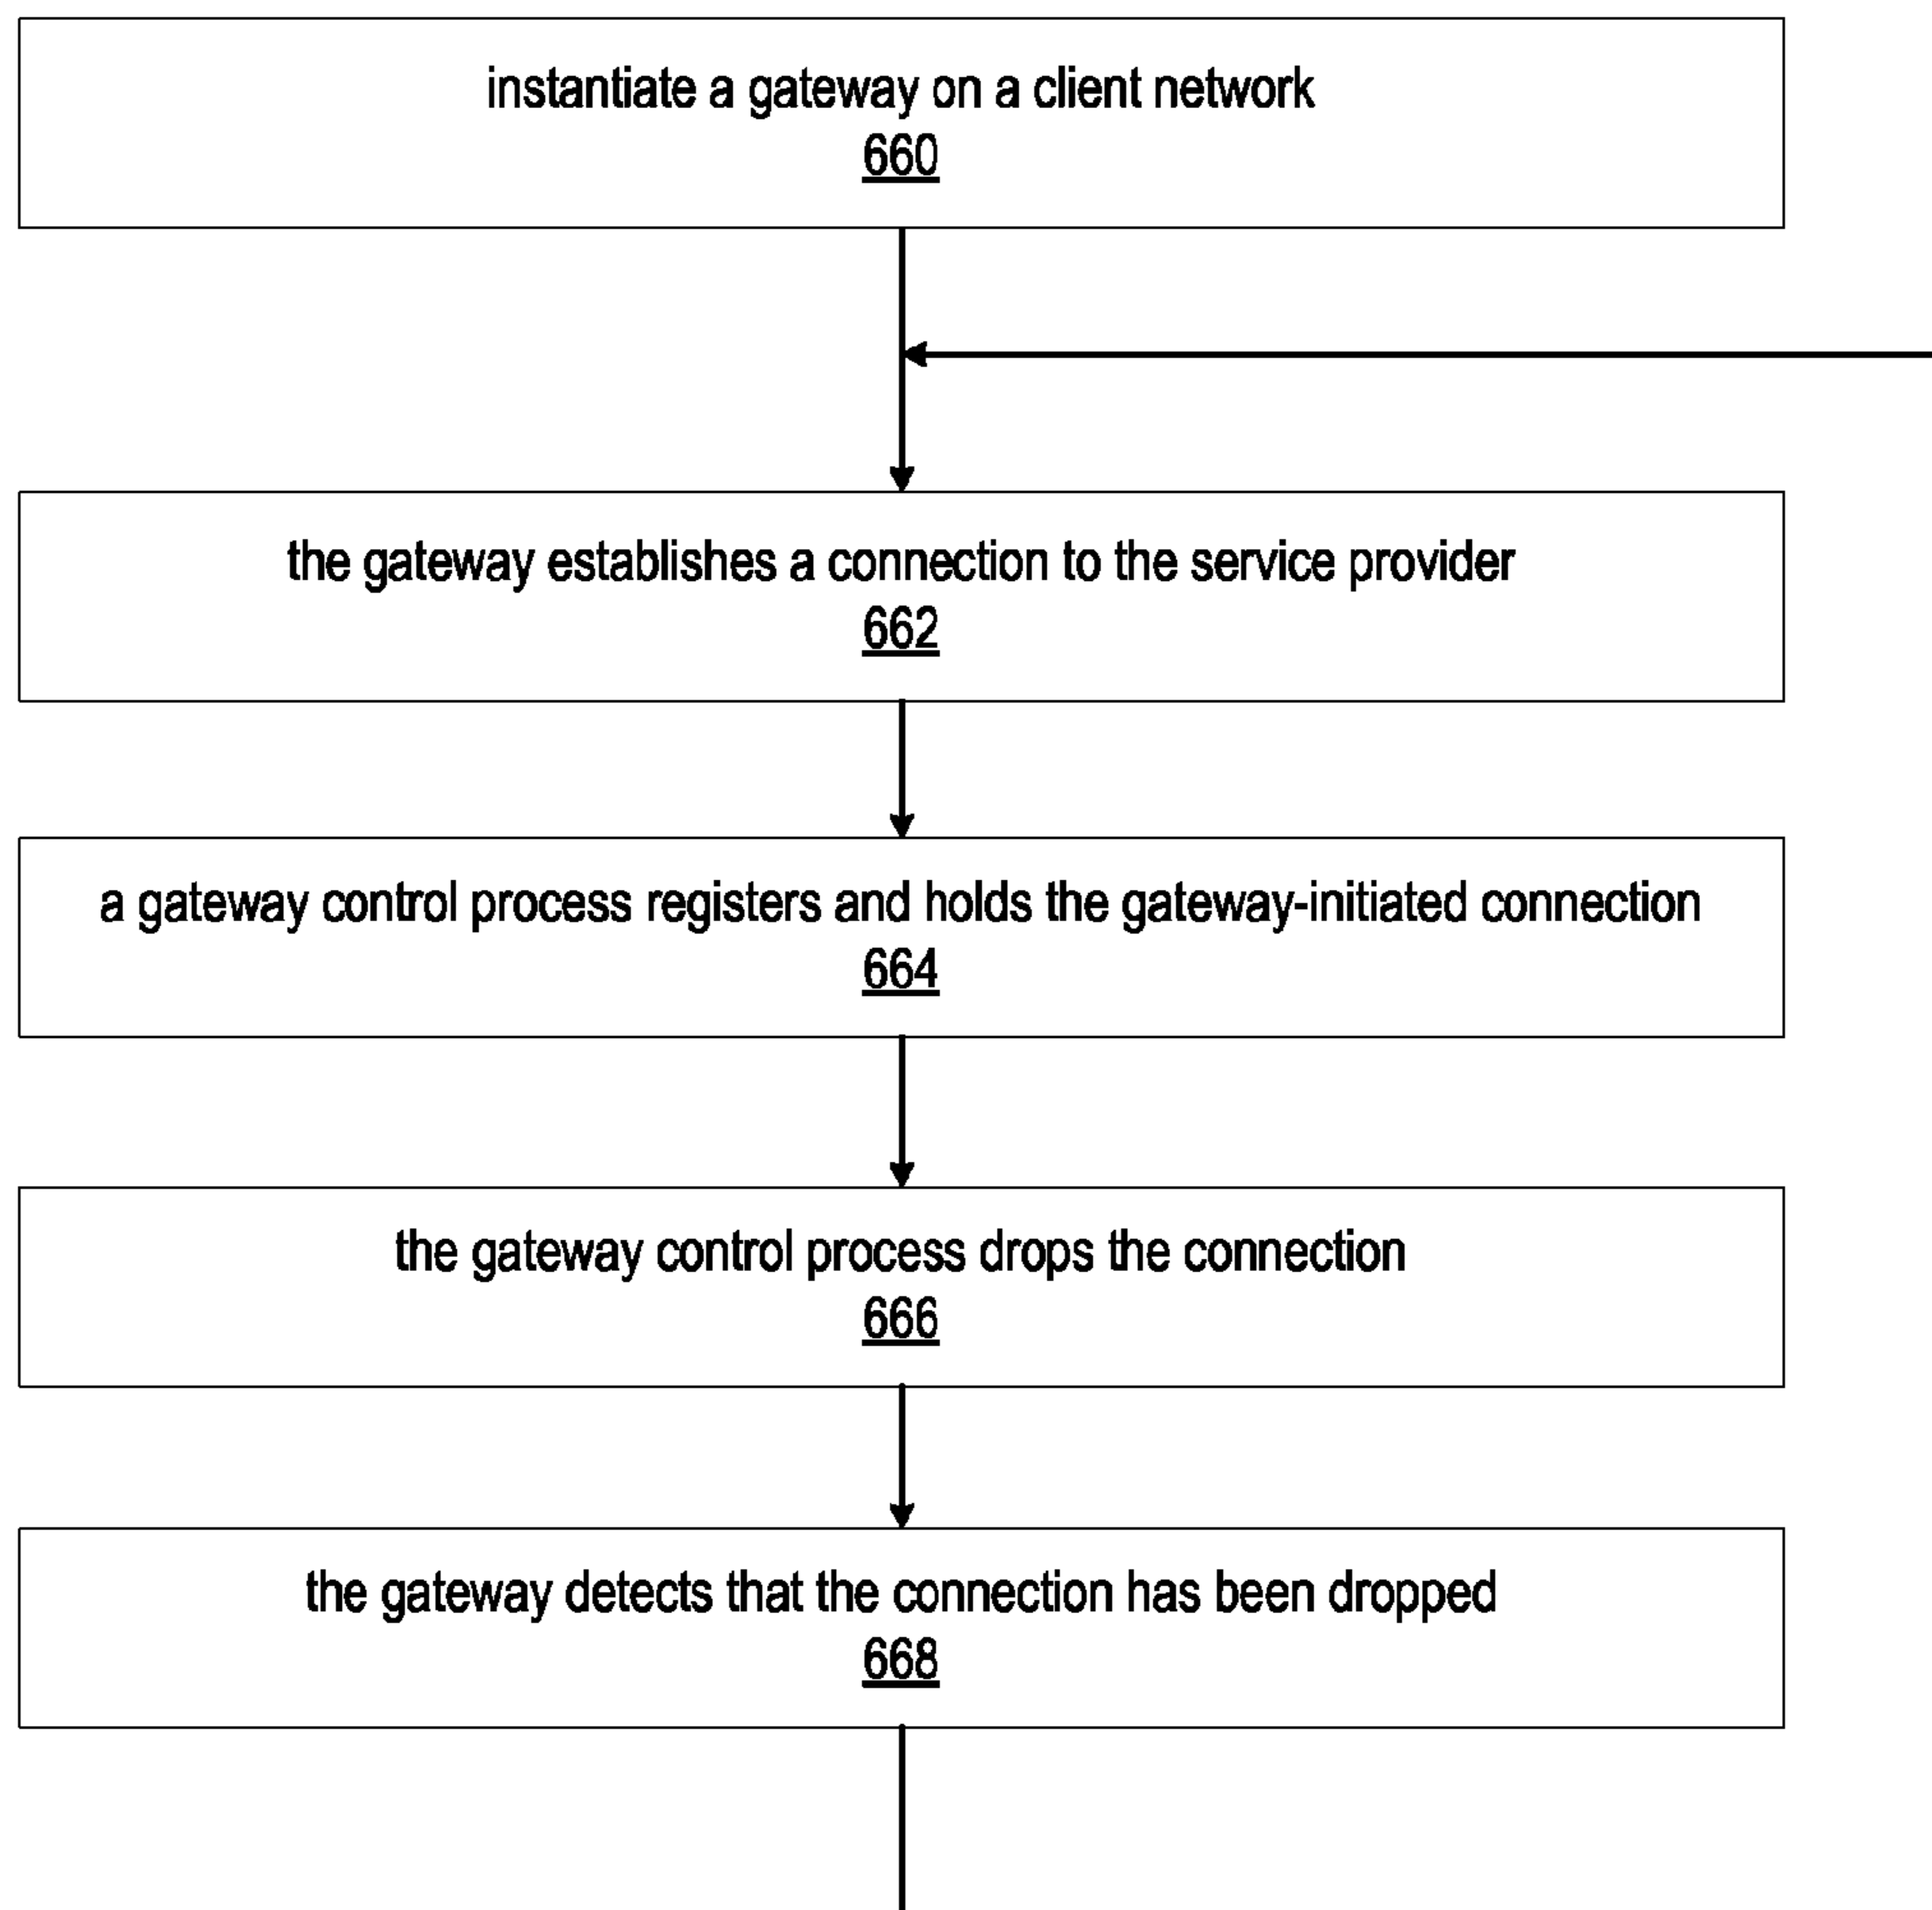 instantiate a gateway on a client network
660
the gateway establishes a connection to the service provider
662
a gateway control process registers and holds the gateway-initiated connection
664
the gateway control process drops the connection
666
the gateway detects that the connection has been dropped
668